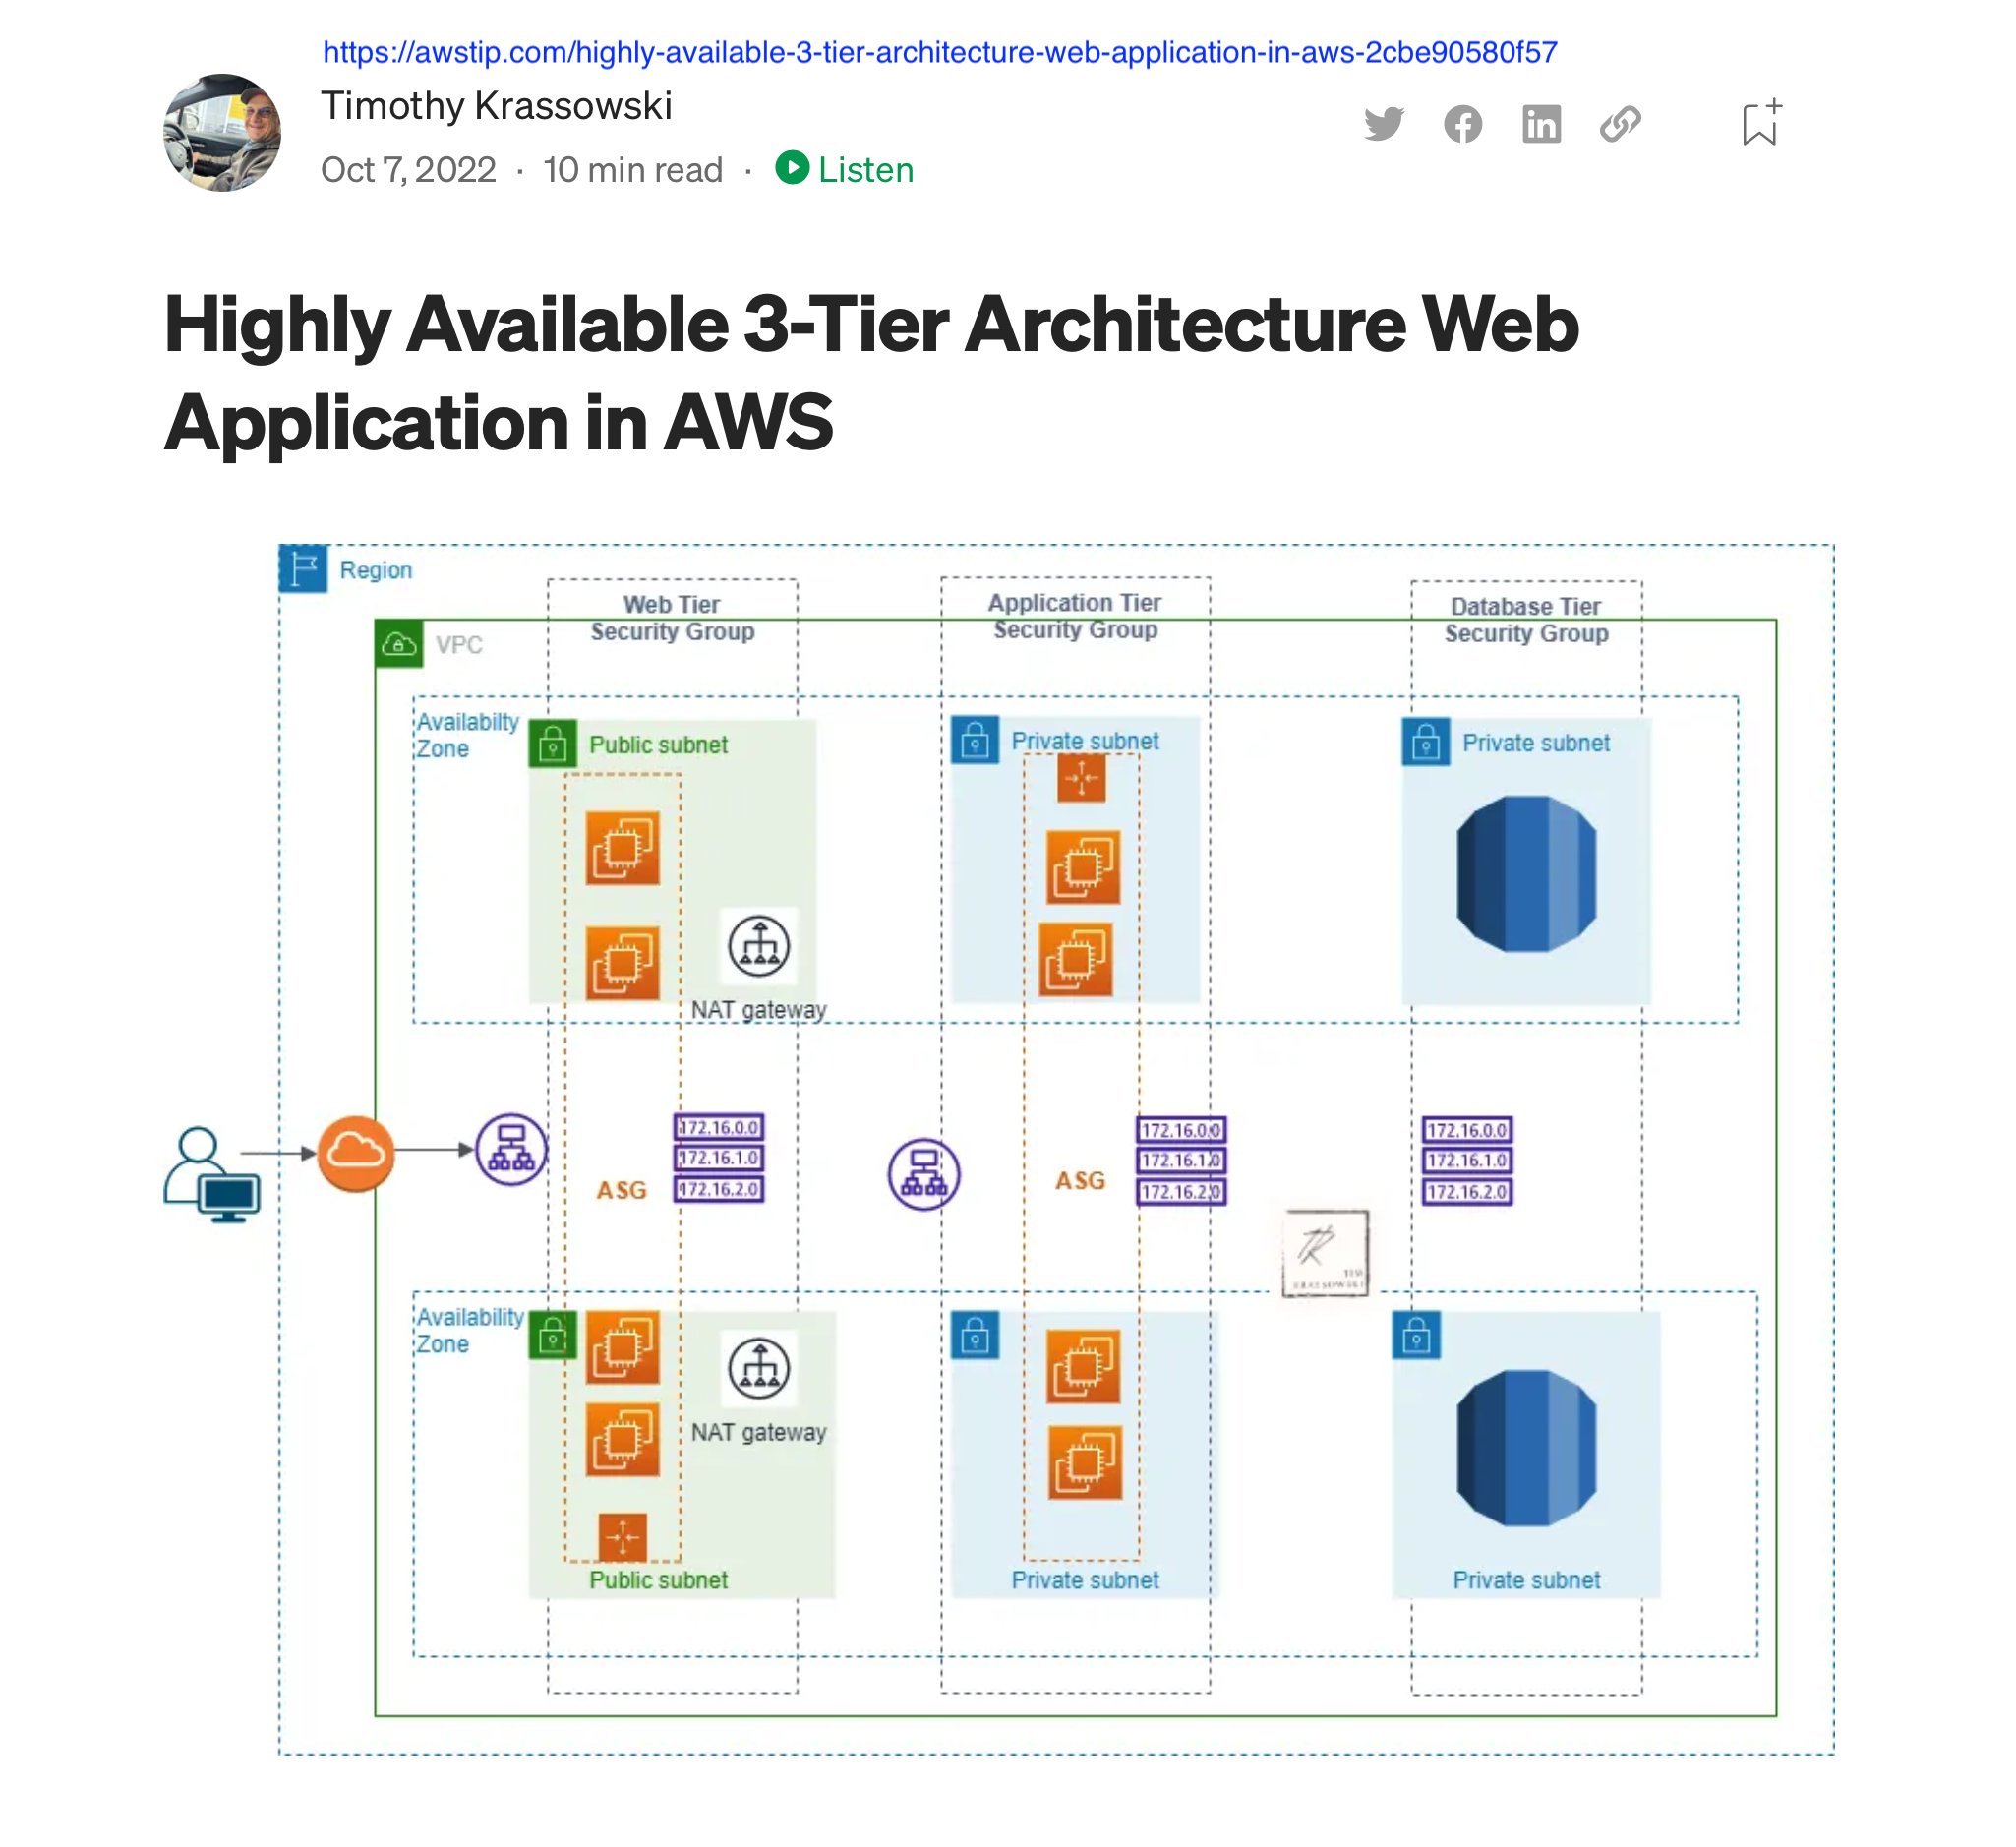 https://awstip.com/highly-available-3-tier-architecture-web-application-in-aws-2cbe90580f57
Timothy Krassowski
Oct 7, 2022 · 10 min read · Listen
Highly Available 3-Tier Architecture Web
Application in AWS
Region
Web Tier
Security Group
Application Tier
Security Group
Database Tier
Security Group
VPC
Availabilty
Zone
Public subnet
Private subnet
Private subnet
NAT gateway
172.16.0.0
172.16.1.0
172.16.2.0
ASG
172.16.0.0
172.16.1.0
172.16.2.0
ASG
172.16.0.0
172.16.1.0
172.16.2.0
TIM
KRASSOWSKI
Availability
Zone
NAT gateway
Public subnet
Private subnet
Private subnet